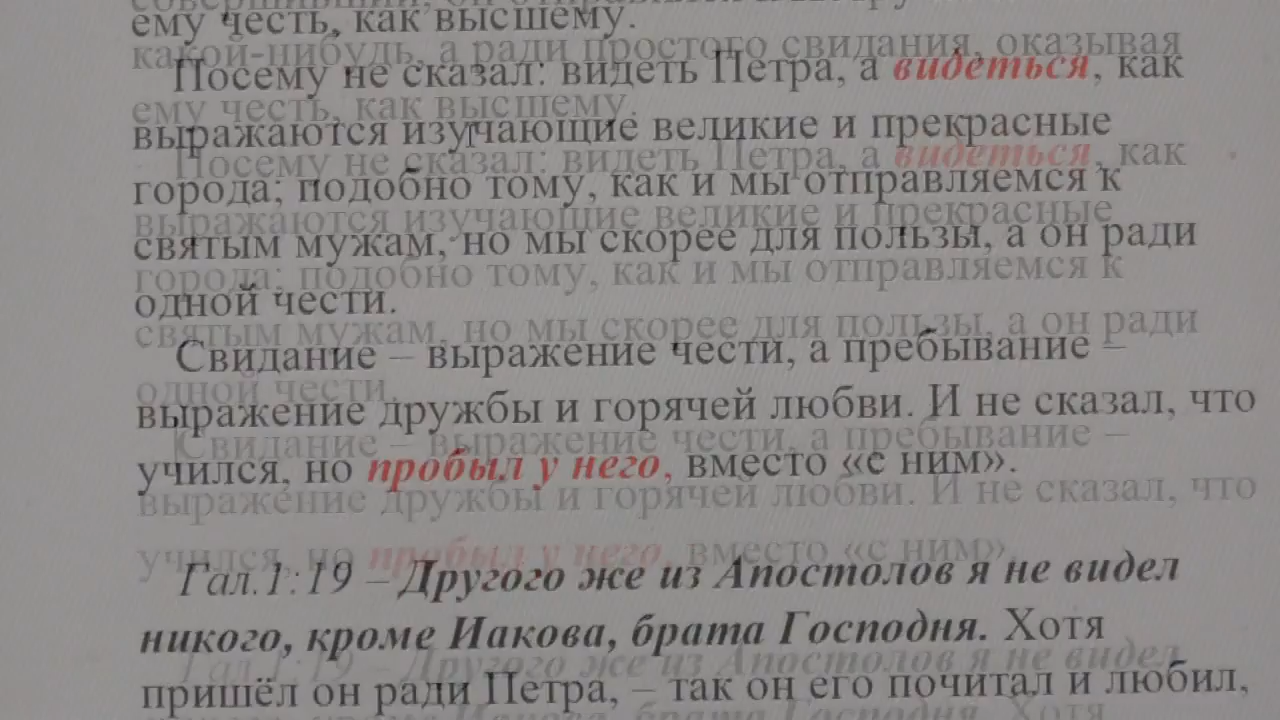 ему честь, как высшему.
Посему не сказал: видеть Петра, а видеться, как
выражаются изучающие великие и прекрасные
города; подобно тому, как и мы отправляемся к
святым мужам, но мы скорее для пользы, а он ради
одной чести.
Свидание – выражение чести, а пребывание –
выражение дружбы и горячей любви. И не сказал, что
учился, но пробыл у него, вместо «с ним».
Гал.1:19 – Другого же из Апостолов я не видел
никого, кроме Иакова, брата Господня. Хотя
пришёл он ради Петра, – так он его почитал и любил,